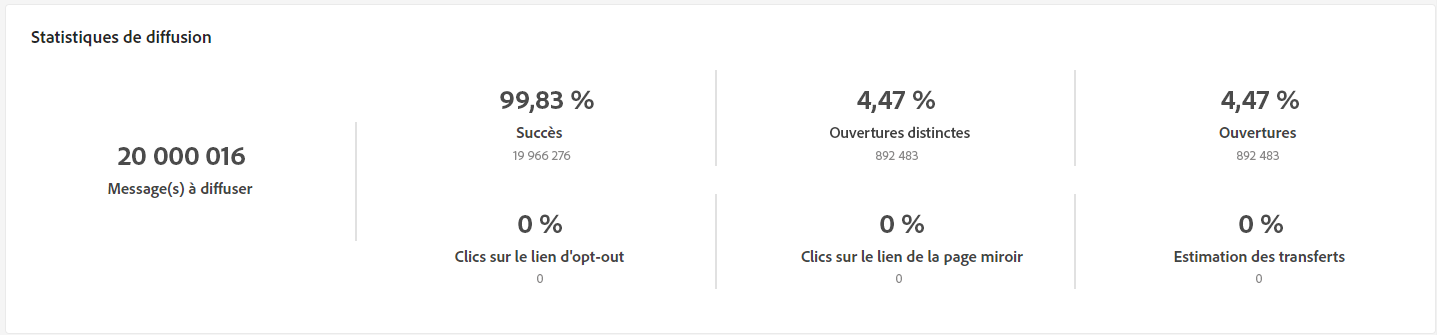 Statistiques de diffusion
20 000 016
Message(s) à diffuser
99,83 %
Succès
19 966 276
4,47 %
Ouvertures distinctes
892 483
4,47 %
Ouvertures
892 483
0 %
Clics sur le lien d'opt-out
0
0 %
Clics sur le lien de la page miroir
0
0 %
Estimation des transferts
0